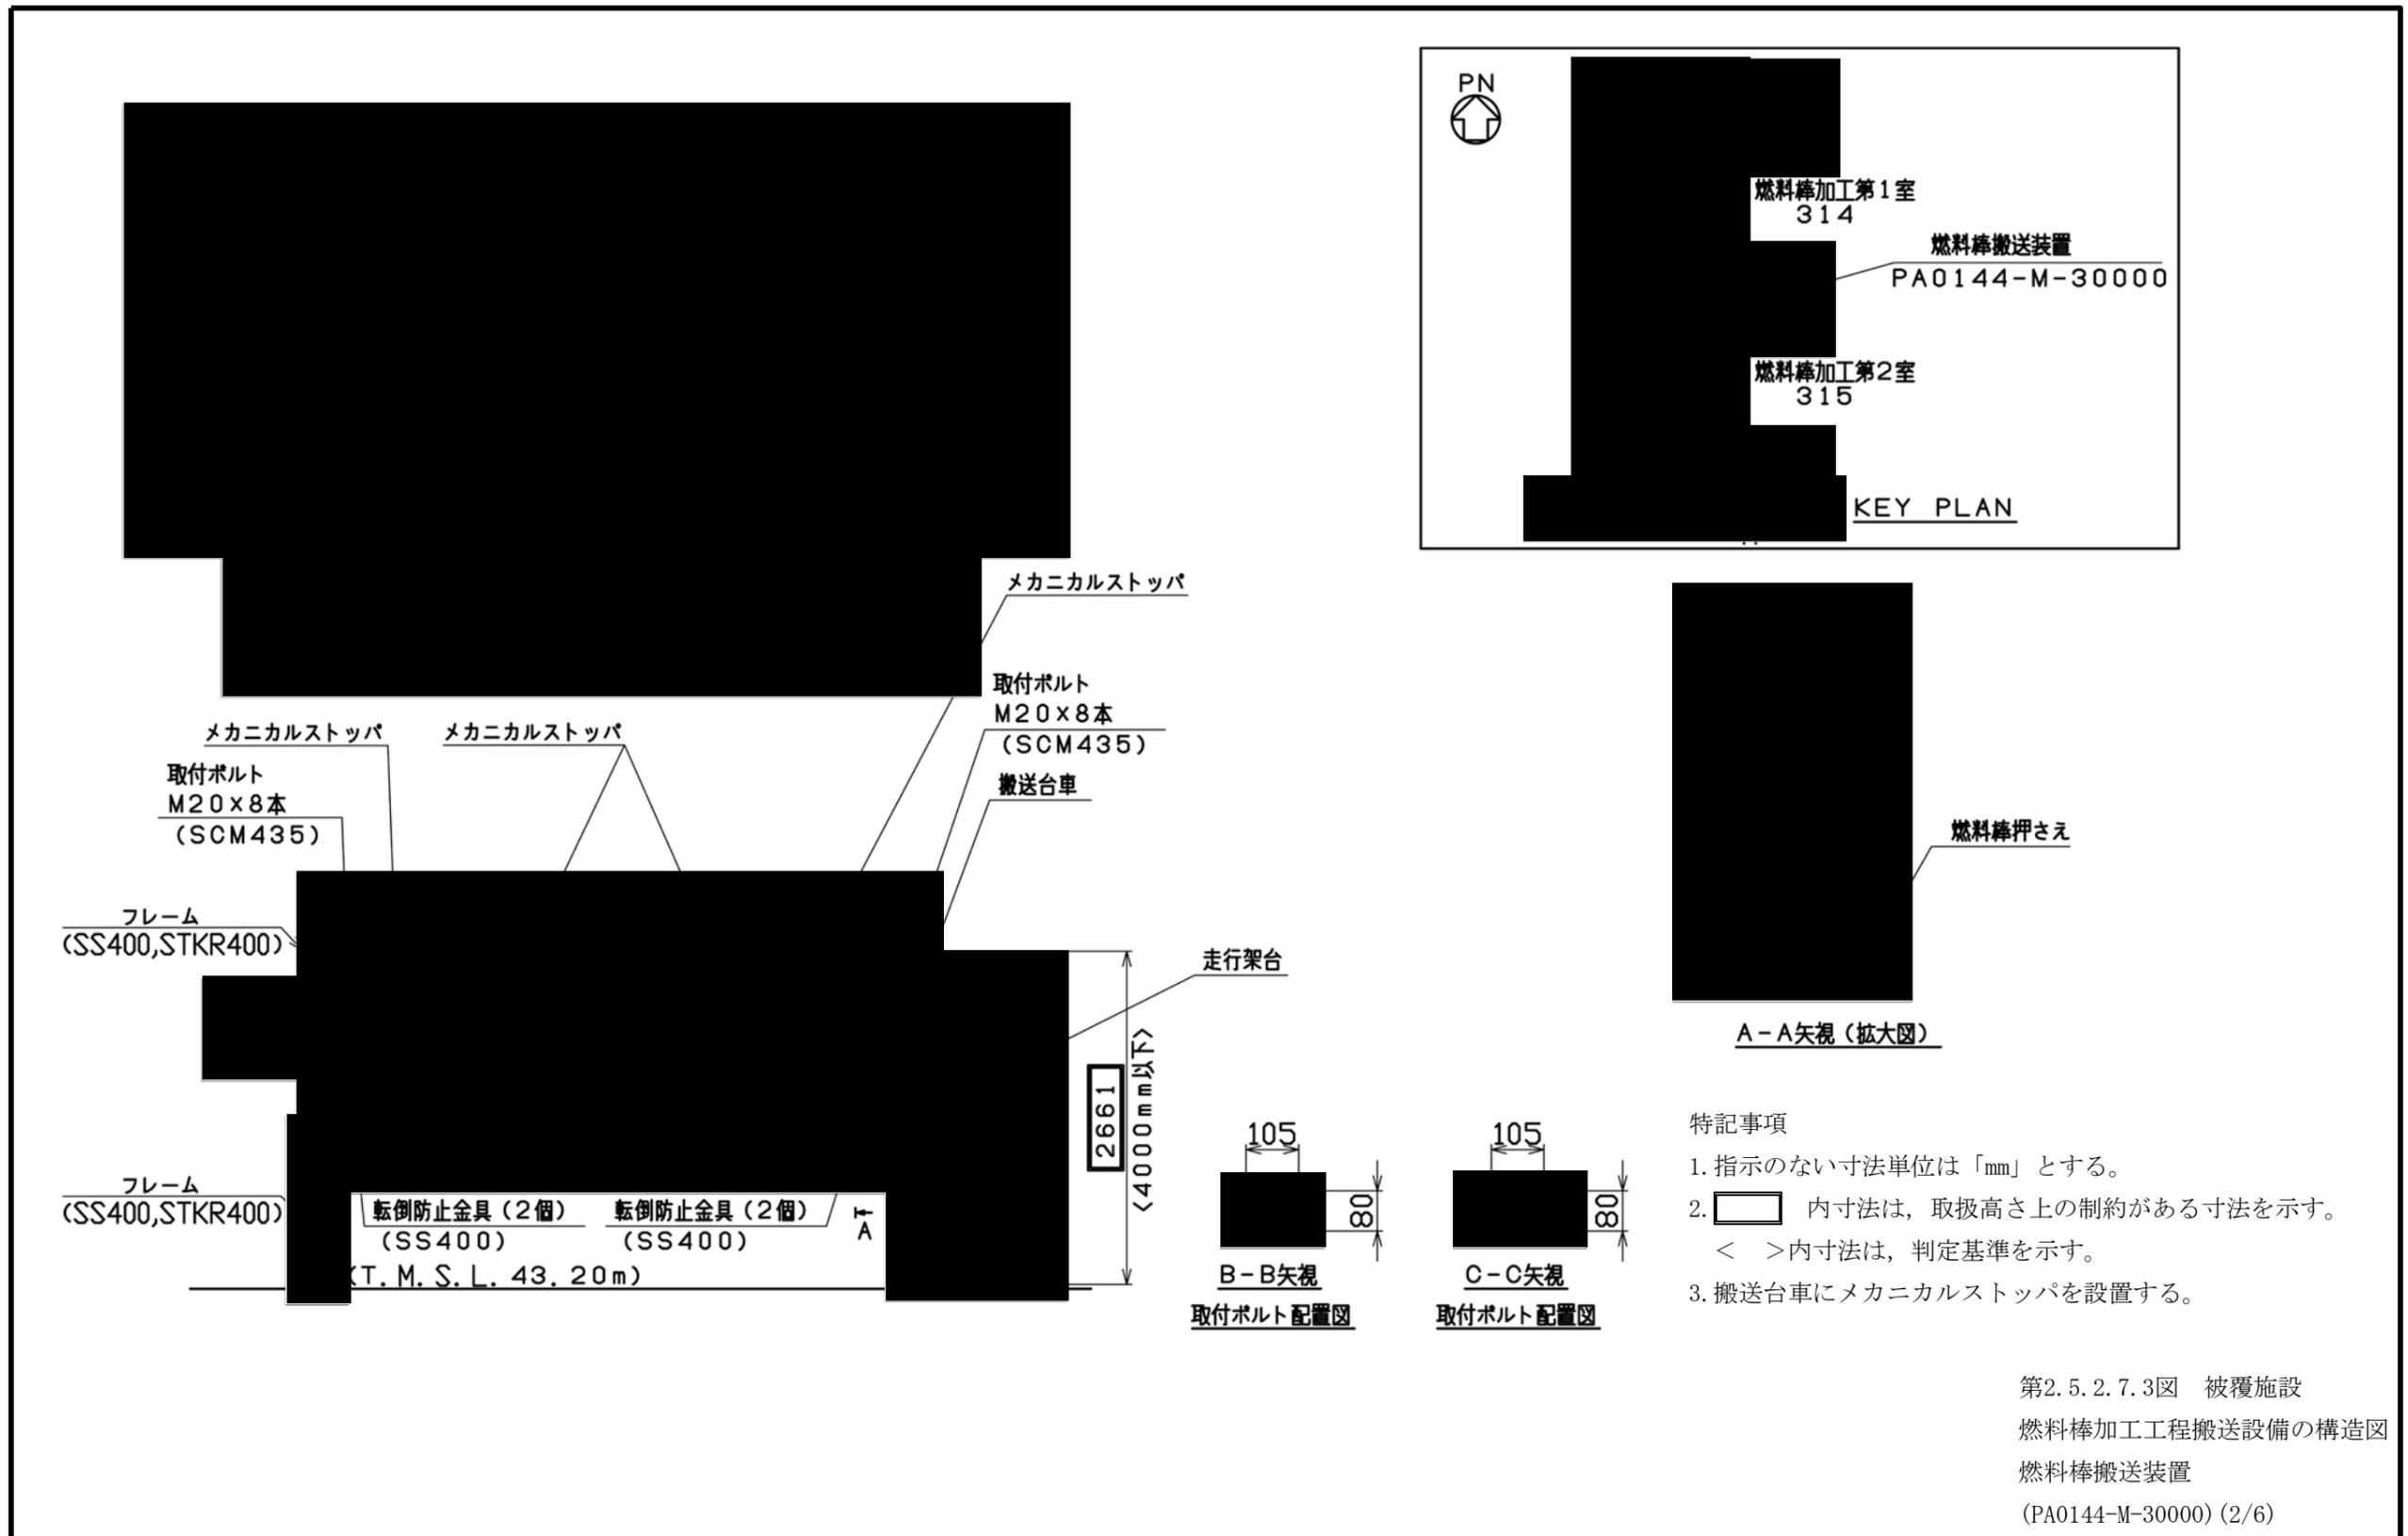 PN
燃料棒加工第1室
314
燃料棒搬送装置
PA0144-M-30000
燃料棒加工第2室
315
KEY PLAN
メカニカルストッパ
取付ボルト
M20×8本
(SCM435)
搬送台車
メカニカルストッパ
メカニカルストッパ
取付ボルト
M20×8本
(SCM435)
フレーム
(SS400,STKR400)
走行架台
2661
<4000mm以下>
フレーム
(SS400,STKR400)
転倒防止金具(2個)
(SS400)
転倒防止金具(2個)
(SS400)
A
(T.M.S.L.43.20m)
燃料棒押さえ
A-A矢視(拡大図)
105
80
B-B矢視
取付ボルト配置図
105
80
C-C矢視
取付ボルト配置図
特記事項
1.指示のない寸法単位は「mm」とする。
2. 内寸法は，取扱高さ上の制約がある寸法を示す。
＜ ＞内寸法は，判定基準を示す。
3.搬送台車にメカニカルストッパを設置する。
第2.5.2.7.3図 被覆施設
燃料棒加工工程搬送設備の構造図
燃料棒搬送装置
(PA0144-M-30000)(2/6)